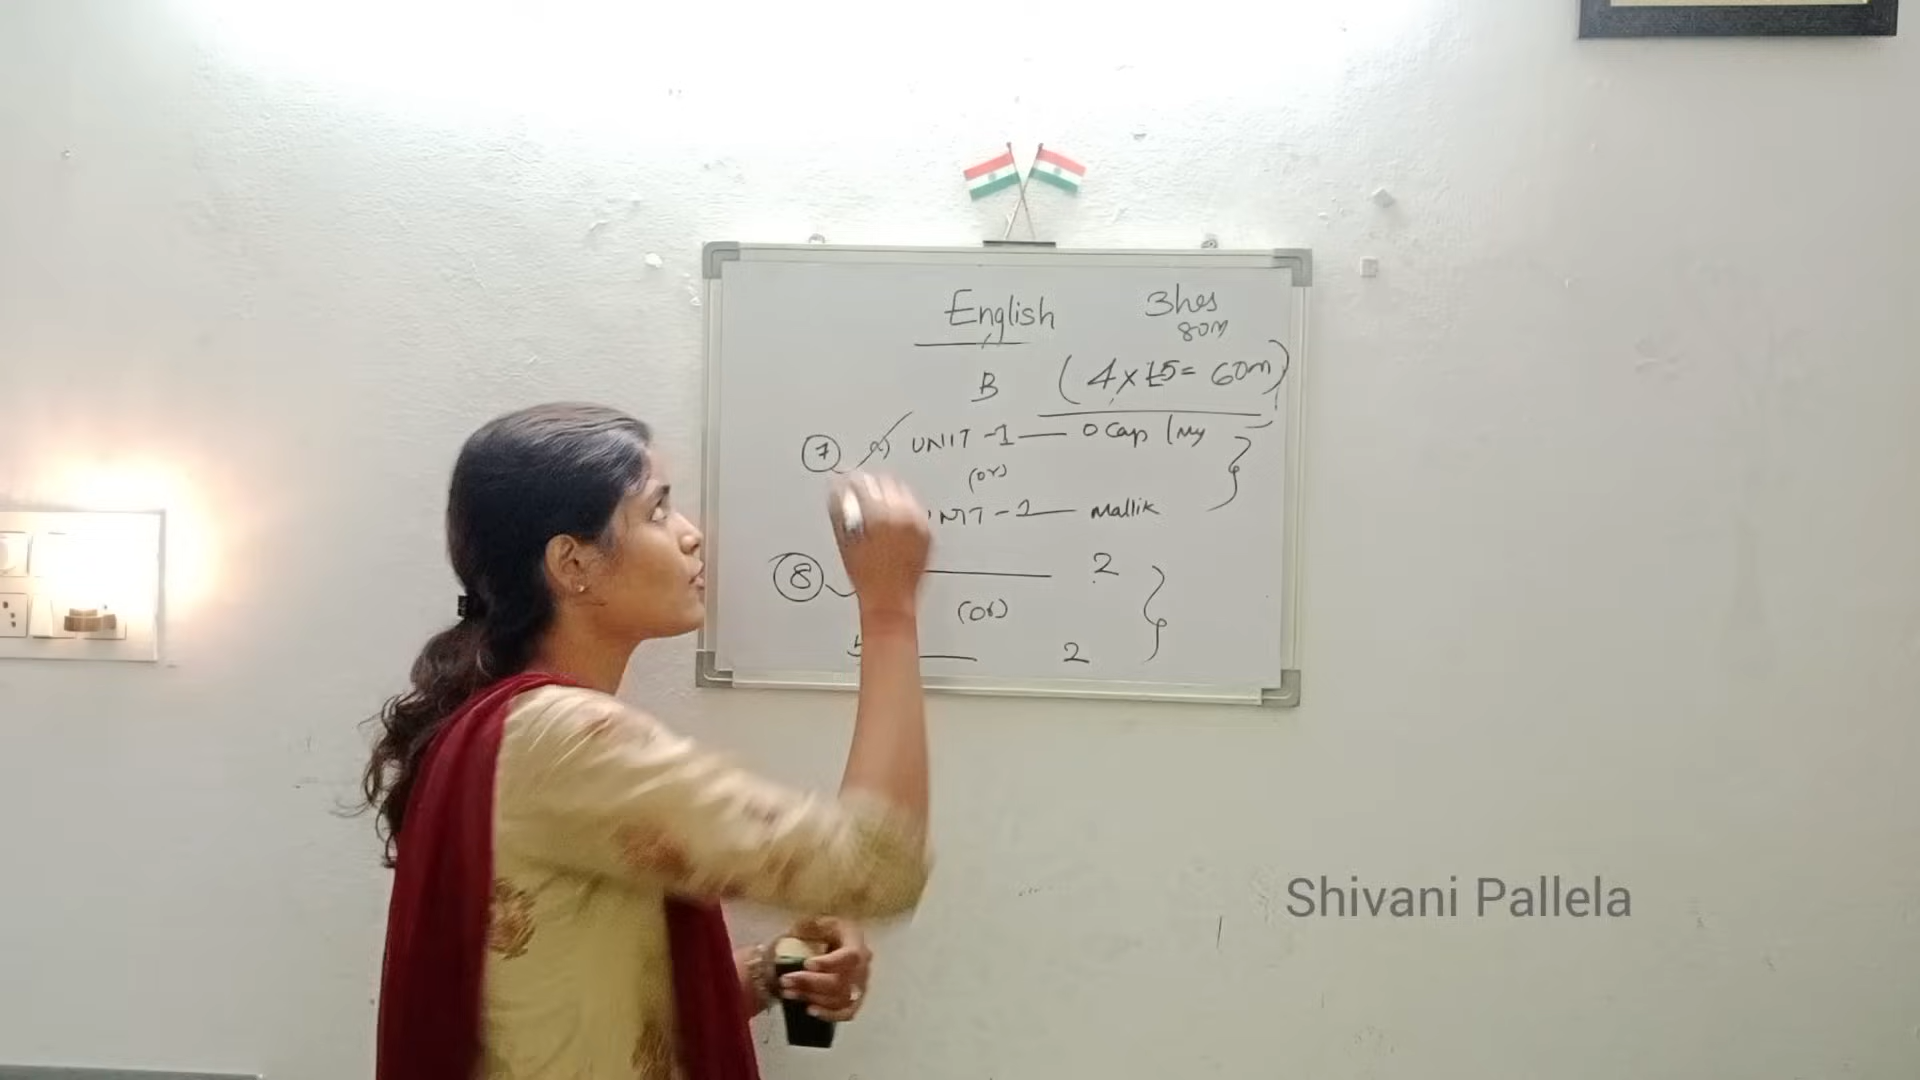 English 3hrs
80m
B (4 x 15 = 60m)
7 a) UNIT - 1 — O Cap (my
(or)
UNIT - 1 — Mallik
8 — 2
(or)
— 2
Shivani Pallela